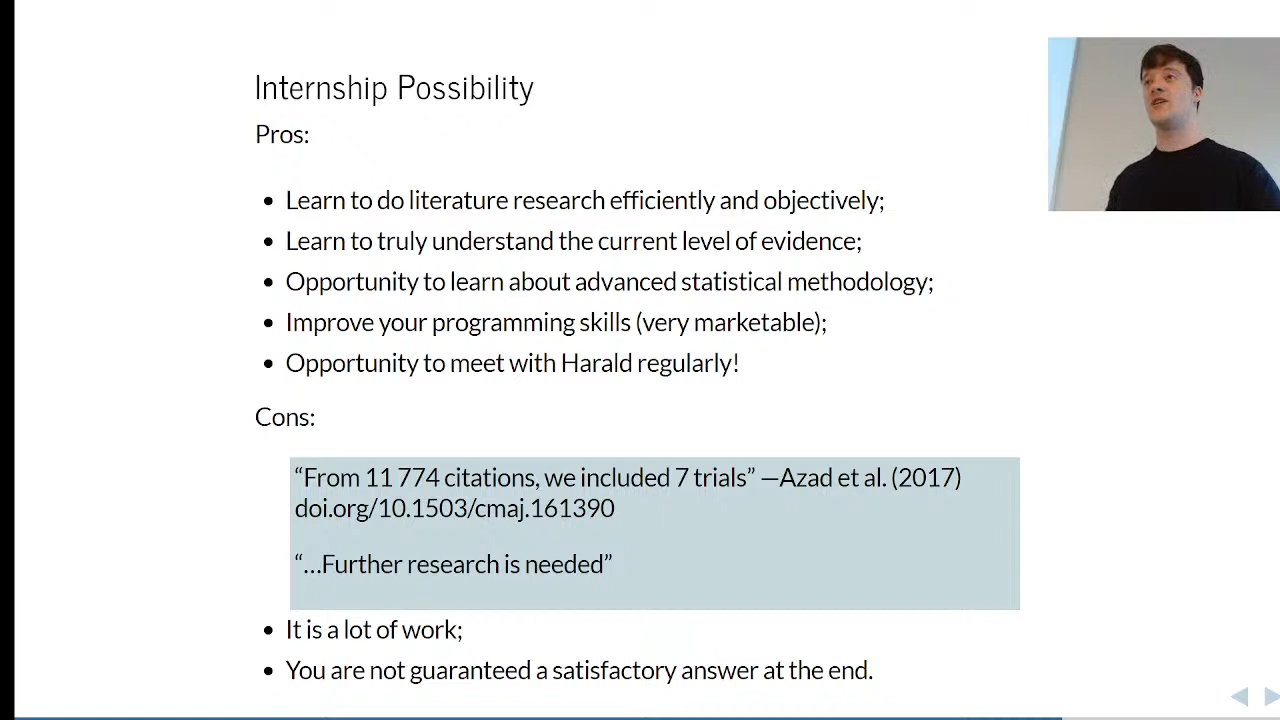 Internship Possibility
Pros:
• Learn to do literature research efficiently and objectively;
• Learn to truly understand the current level of evidence;
• Opportunity to learn about advanced statistical methodology;
• Improve your programming skills (very marketable);
• Opportunity to meet with Harald regularly!
Cons:
“From 11 774 citations, we included 7 trials” —Azad et al. (2017)
doi.org/10.1503/cmaj.161390
“…Further research is needed”
• It is a lot of work;
• You are not guaranteed a satisfactory answer at the end.